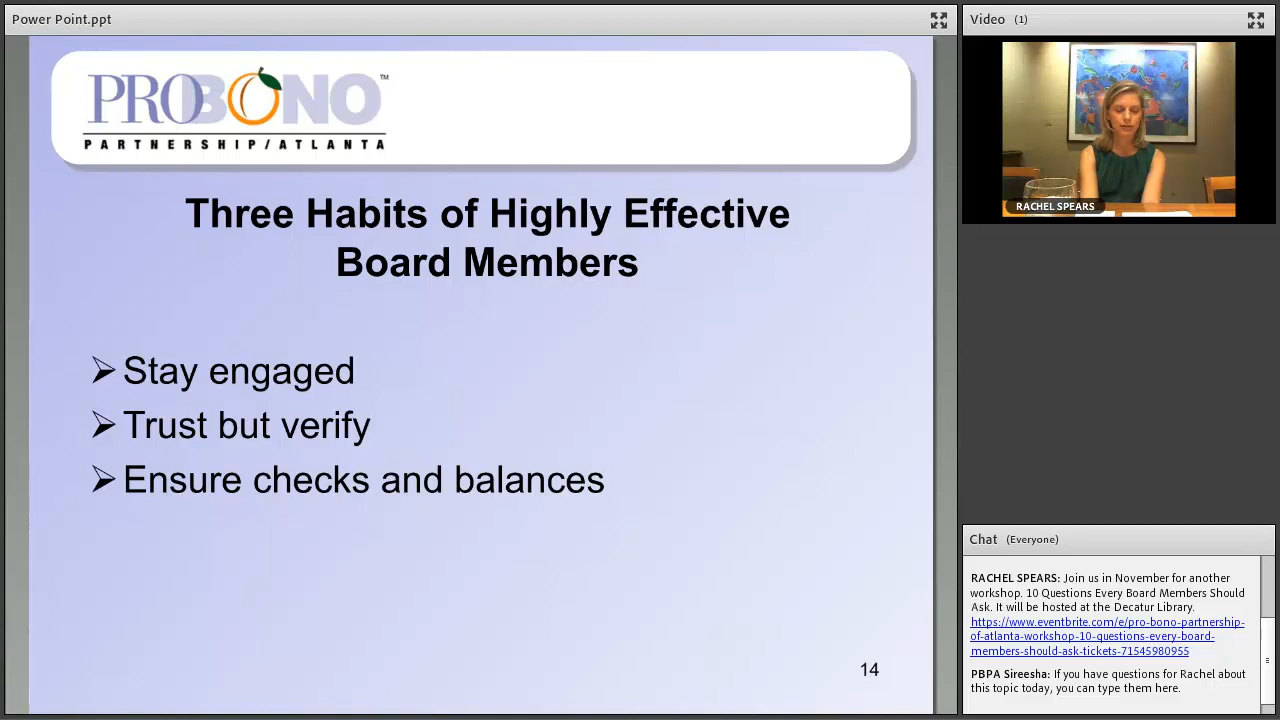 Power Point.ppt
PROBONO™
PARTNERSHIP/ATLANTA
Three Habits of Highly Effective
Board Members
➢ Stay engaged
➢ Trust but verify
➢ Ensure checks and balances
14
Video (1)
RACHEL SPEARS
Chat (Everyone)
RACHEL SPEARS: Join us in November for another
workshop. 10 Questions Every Board Members Should
Ask. It will be hosted at the Decatur Library.
https://www.eventbrite.com/e/pro-bono-partnership-
of-atlanta-workshop-10-questions-every-board-
members-should-ask-tickets-71545980955
PBPA Sireesha: If you have questions for Rachel about
this topic today, you can type them here.